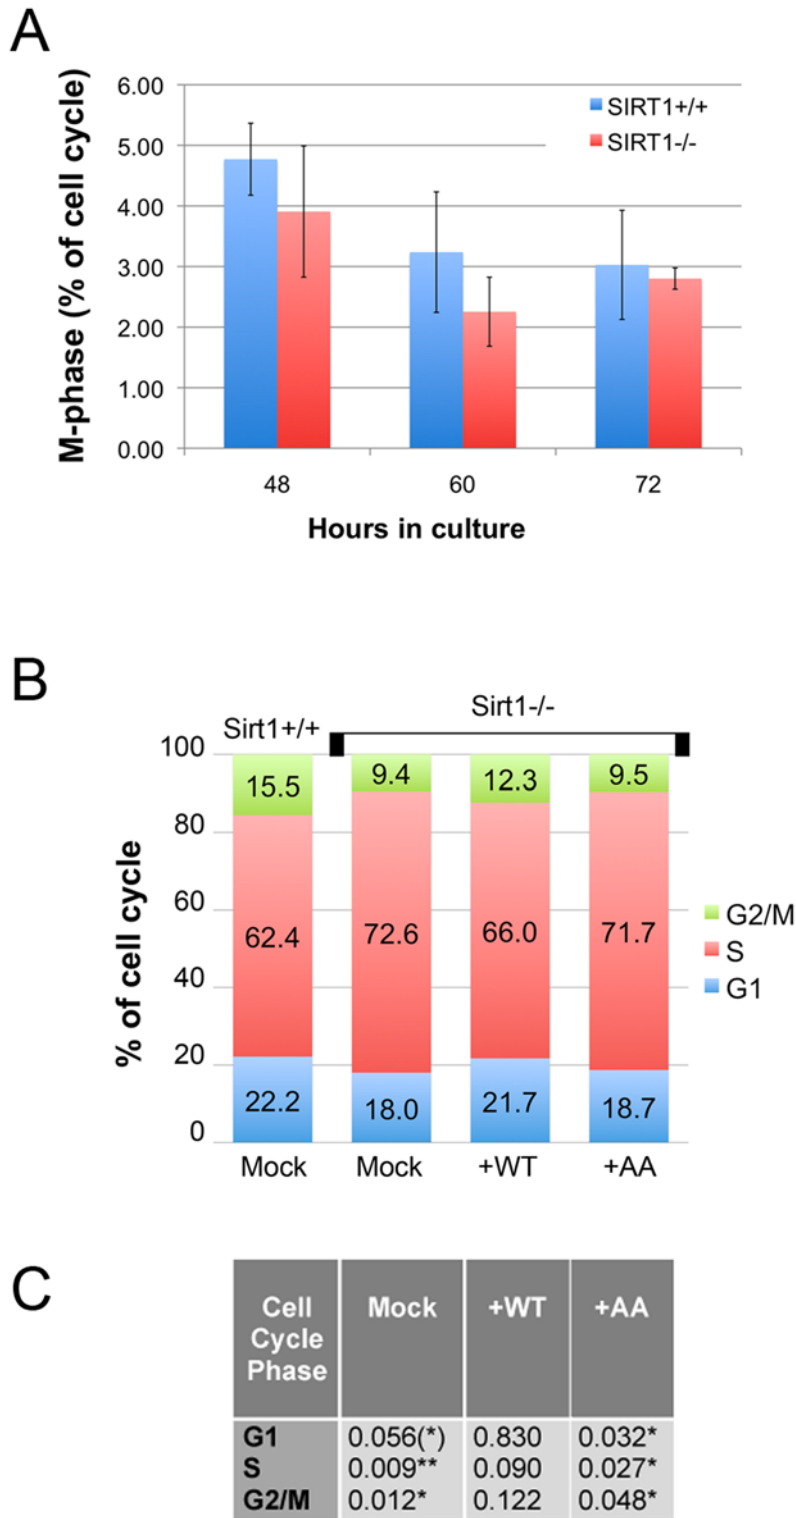 A
M-phase (% of cell cycle)
6.00
5.00
4.00
3.00
2.00
1.00
0.00
SIRT1+/+
SIRT1-/-
48 60 72
Hours in culture
B
Sirt1+/+
Sirt1-/-
% of cell cycle
100
80
60
40
20
0
15.5 9.4 12.3 9.5
62.4 72.6 66.0 71.7
22.2 18.0 21.7 18.7
G2/M
S
G1
Mock Mock +WT +AA
C
Cell Cycle Phase Mock +WT +AA
G1 0.056(*) 0.830 0.032*
S 0.009** 0.090 0.027*
G2/M 0.012* 0.122 0.048*